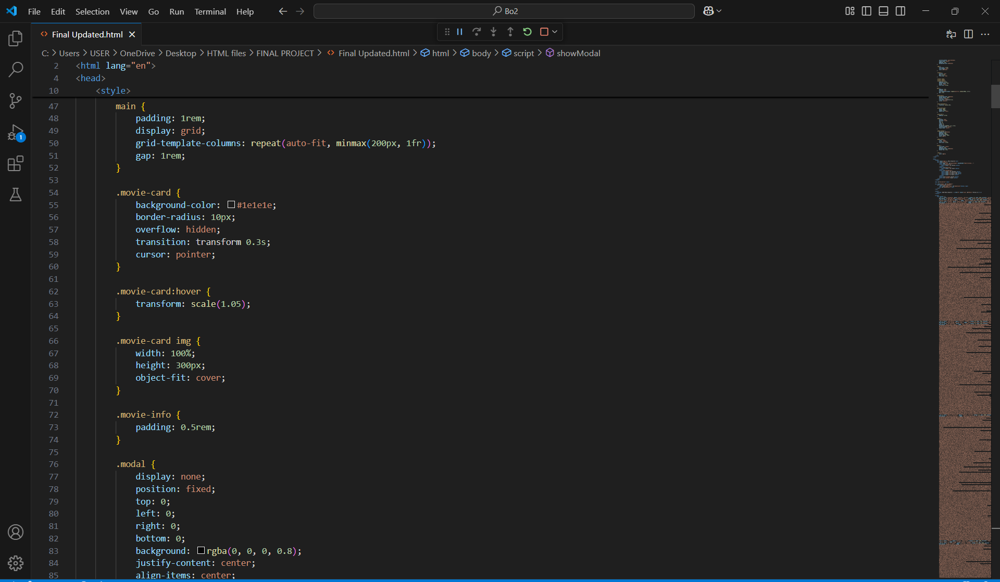 File Edit Selection View Go Run Terminal Help
Bo2
Final Updated.html
C: > Users > USER > OneDrive > Desktop > HTML files > FINAL PROJECT > Final Updated.html > html > body > script > showModal
2 <html lang="en">
4 <head>
10 <style>
47 main {
48 padding: 1rem;
49 display: grid;
50 grid-template-columns: repeat(auto-fit, minmax(200px, 1fr));
51 gap: 1rem;
52 }
53
54 .movie-card {
55 background-color: #1e1e1e;
56 border-radius: 10px;
57 overflow: hidden;
58 transition: transform 0.3s;
59 cursor: pointer;
60 }
61
62 .movie-card:hover {
63 transform: scale(1.05);
64 }
65
66 .movie-card img {
67 width: 100%;
68 height: 300px;
69 object-fit: cover;
70 }
71
72 .movie-info {
73 padding: 0.5rem;
74 }
75
76 .modal {
77 display: none;
78 position: fixed;
79 top: 0;
80 left: 0;
81 right: 0;
82 bottom: 0;
83 background: rgba(0, 0, 0, 0.8);
84 justify-content: center;
85 align-items: center;
1